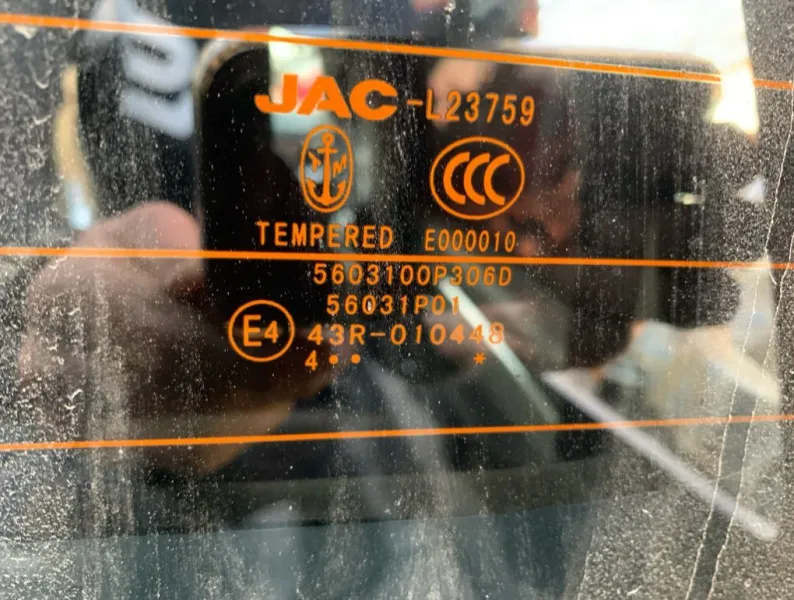 JAC-L23759
Y M
CCC
TEMPERED E000010
5603100P306D
56031P01
E4 43R-010448
4 • • *